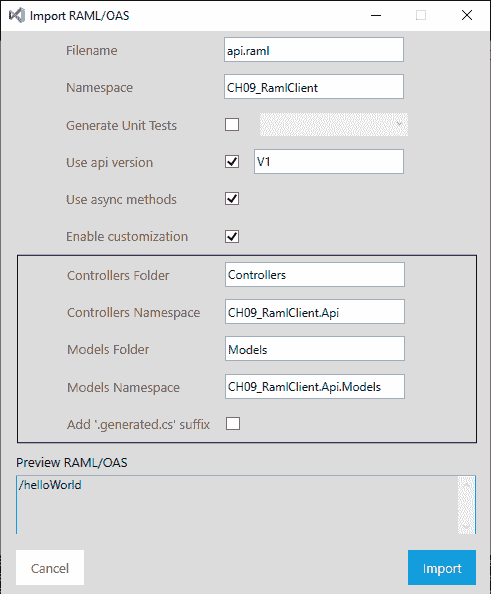 Import RAML/OAS
Filename api.raml
Namespace CH09_RamlClient
Generate Unit Tests
Use api version V1
Use async methods
Enable customization
Controllers Folder Controllers
Controllers Namespace CH09_RamlClient.Api
Models Folder Models
Models Namespace CH09_RamlClient.Api.Models
Add '.generated.cs' suffix
Preview RAML/OAS
/helloWorld
Cancel Import